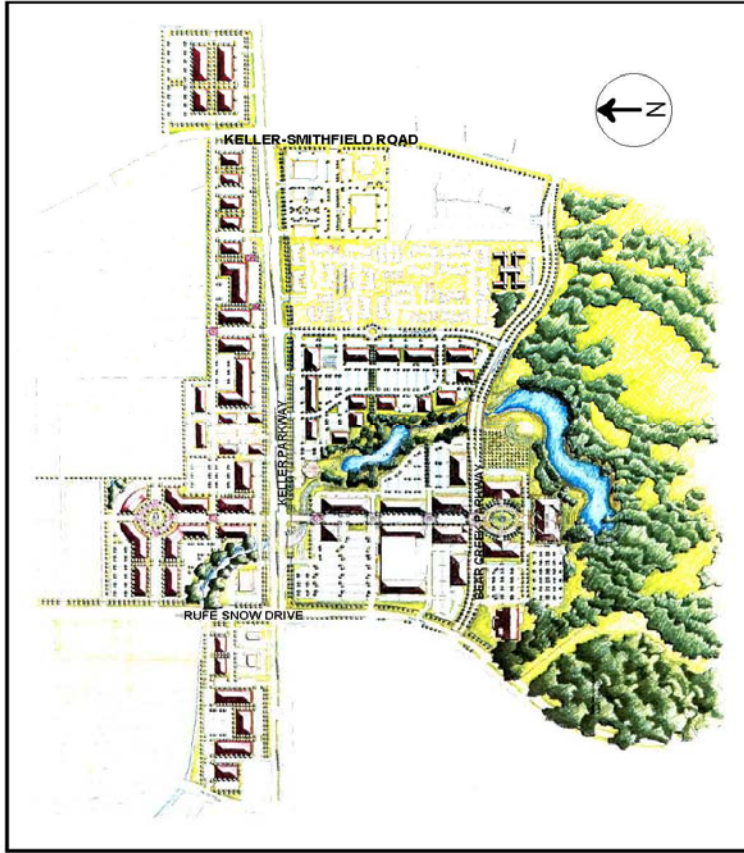 N
KELLER-SMITHFIELD ROAD
KELLER PARKWAY
BEAR CREEK PARKWAY
RUFE SNOW DRIVE